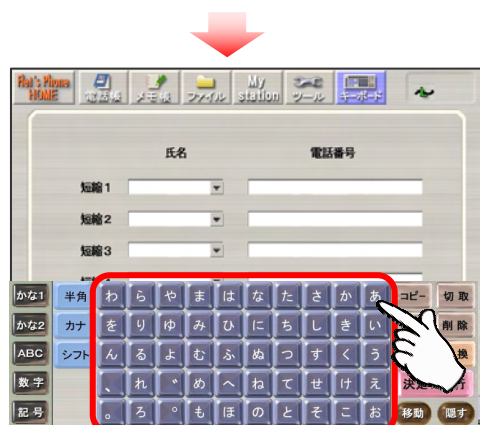 Flet's Phone HOME 電話帳 メモ帳 ファイル My station ツール キーボード
氏名 電話番号
短縮1
短縮2
短縮3
かな1 半角 わ ら や ま は な た さ か あ コピー 切取
かな2 カナ を り ゆ み ひ に ち し き い 削除
ABC シフト ん る よ む ふ ぬ つ す く う 換
数字 、 れ ゛ め へ ね て せ け え 決定
記号 。 ろ ゜ も ほ の と そ こ お 移動 隠す